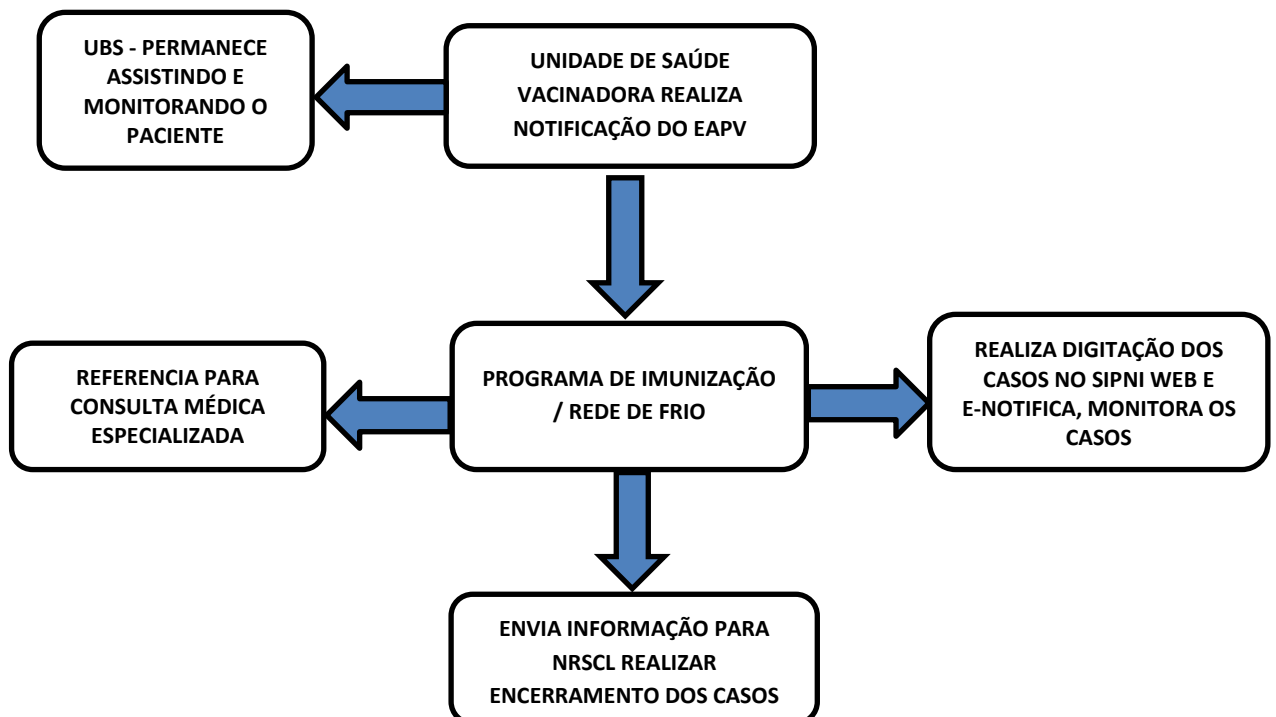 UBS - PERMANECE
ASSISTINDO E
MONITORANDO O
PACIENTE
UNIDADE DE SAÚDE
VACINADORA REALIZA
NOTIFICAÇÃO DO EAPV
REFERENCIA PARA
CONSULTA MÉDICA
ESPECIALIZADA
PROGRAMA DE IMUNIZAÇÃO
/ REDE DE FRIO
REALIZA DIGITAÇÃO DOS
CASOS NO SIPNI WEB E
E-NOTIFICA, MONITORA OS
CASOS
ENVIA INFORMAÇÃO PARA
NRSCL REALIZAR
ENCERRAMENTO DOS CASOS